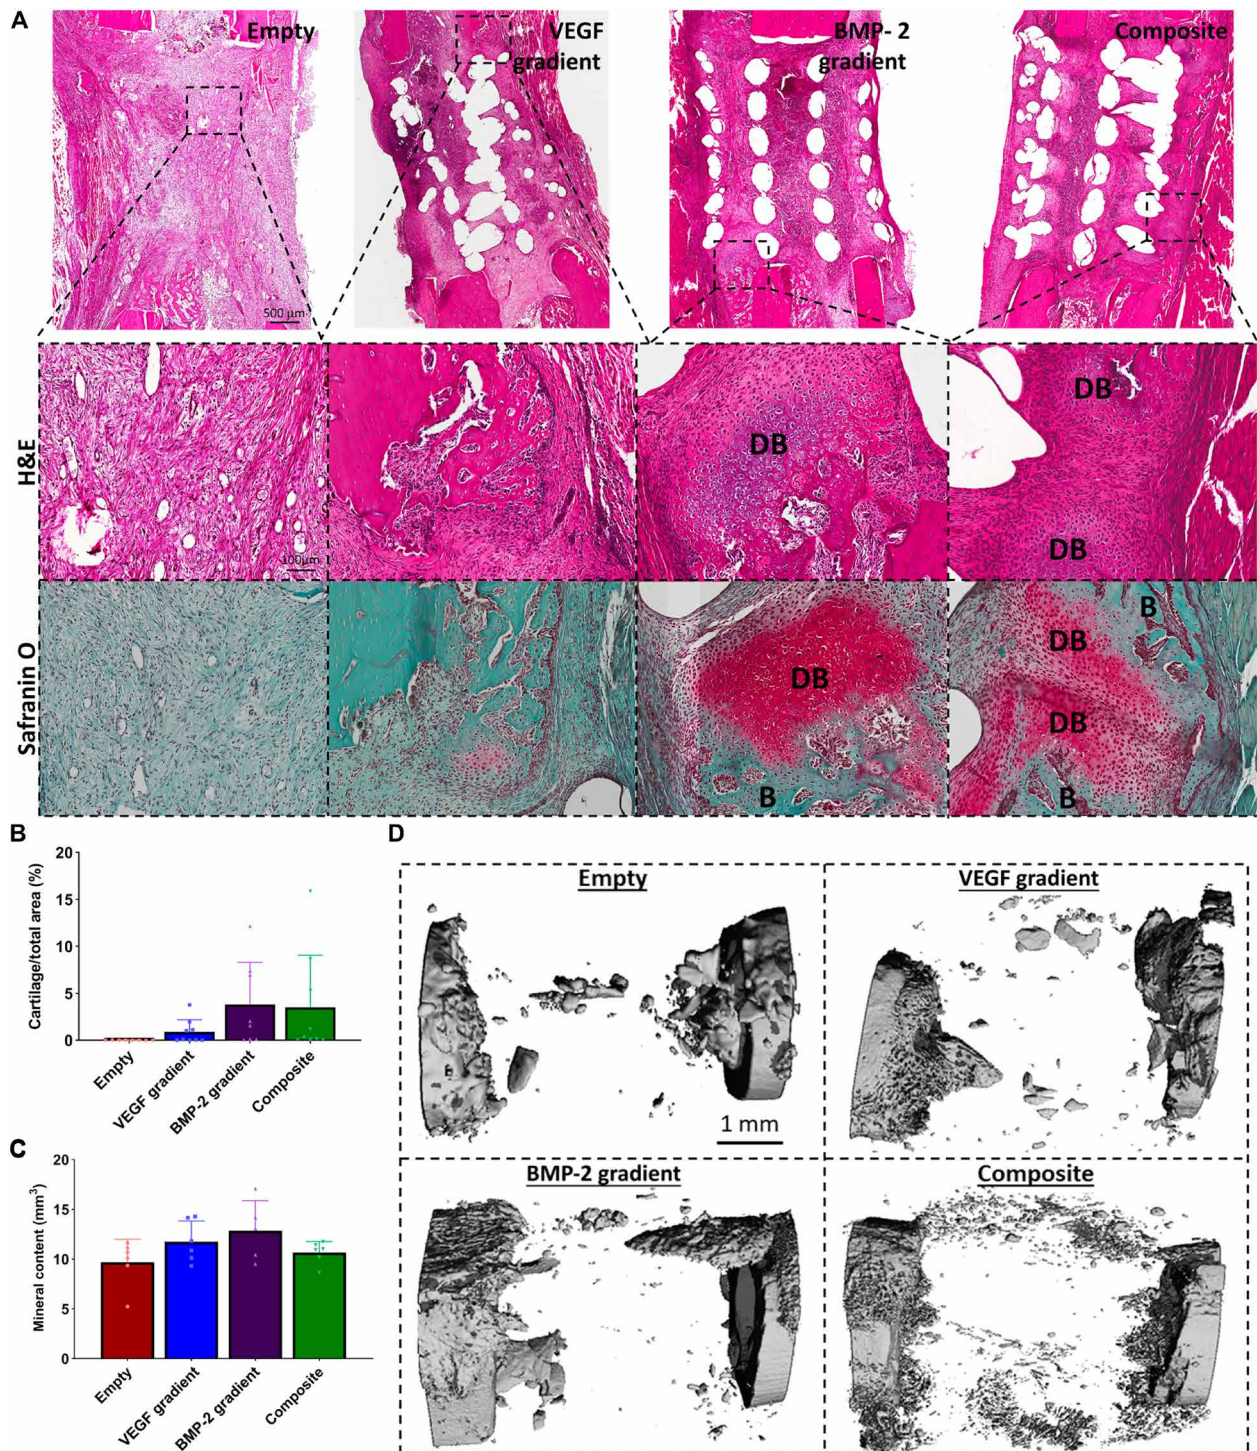 A
Empty
VEGF
gradient
BMP- 2
gradient
Composite
500 µm
H&E
100µm
DB
DB
DB
Safranin O
DB
B
DB
B
DB
B
B
Cartilage/total area (%)
20
15
10
5
0
Empty
VEGF gradient
BMP-2 gradient
Composite
C
Mineral content (mm³)
20
15
10
5
0
Empty
VEGF gradient
BMP-2 gradient
Composite
D
Empty
VEGF gradient
1 mm
BMP-2 gradient
Composite